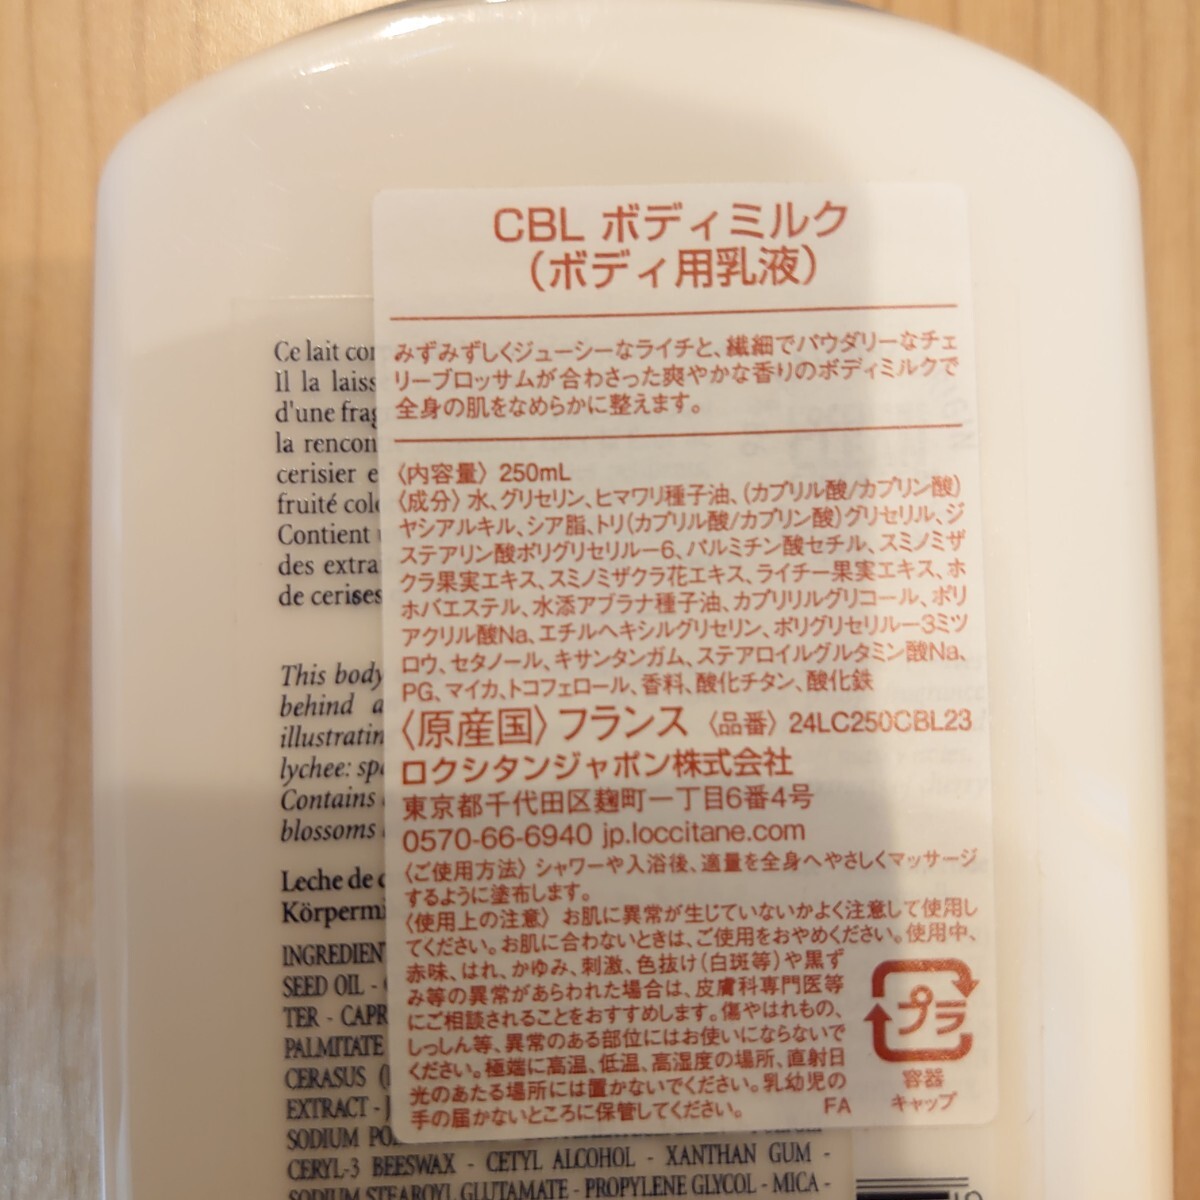 CBL ボディミルク
（ボディ用乳液）
みずみずしくジューシーなライチと、繊細でパウダリーなチェ
リーブロッサムが合わさった爽やかな香りのボディミルクで
全身の肌をなめらかに整えます。
〈内容量〉 250mL
〈成分〉水、グリセリン、ヒマワリ種子油、（カプリル酸/カプリン酸）
ヤシアルキル、シア脂、トリ（カプリル酸/カプリン酸）グリセリル、ジ
ステアリン酸ポリグリセリル－6、パルミチン酸セチル、スミノミザ
クラ果実エキス、スミノミザクラ花エキス、ライチー果実エキス、ホ
ホバエステル、水添アブラナ種子油、カプリリルグリコール、ポリ
アクリル酸Na、エチルヘキシルグリセリン、ポリグリセリル－3ミツ
ロウ、セタノール、キサンタンガム、ステアロイルグルタミン酸Na、
PG、マイカ、トコフェロール、香料、酸化チタン、酸化鉄
〈原産国〉フランス 〈品番〉 24LC250CBL23
ロクシタンジャポン株式会社
東京都千代田区麹町一丁目6番4号
0570-66-6940 jp.loccitane.com
〈ご使用方法〉 シャワーや入浴後、適量を全身へやさしくマッサージ
するように塗布します。
〈使用上の注意〉 お肌に異常が生じていないかよく注意して使用し
てください。お肌に合わないときは、ご使用をおやめください。使用中、
赤味、はれ、かゆみ、刺激、色抜け（白斑等）や黒ず
み等の異常があらわれた場合は、皮膚科専門医等
にご相談されることをおすすめします。傷やはれもの、
しっしん等、異常のある部位にはお使いにならないで
ください。極端に高温、低温、高湿度の場所、直射日
光のあたる場所には置かないでください。乳幼児の
手の届かないところに保管してください。 FA
プラ
容器
キャップ
Ce lait
Il la
d'une
la
cerisier
fruité
Contient
des
de cerises
This body
behind
lychee:
Contains
blossoms
Leche de
SEED OIL -
TER -
PALMITATE
CERASUS
EXTRACT -
SODIUM
CERYL-3 BEESWAX - CETYL ALCOHOL - XANTHAN GUM -
SODIUM STEAROYL GLUTAMATE - PROPYLENE GLYCOL - MICA -